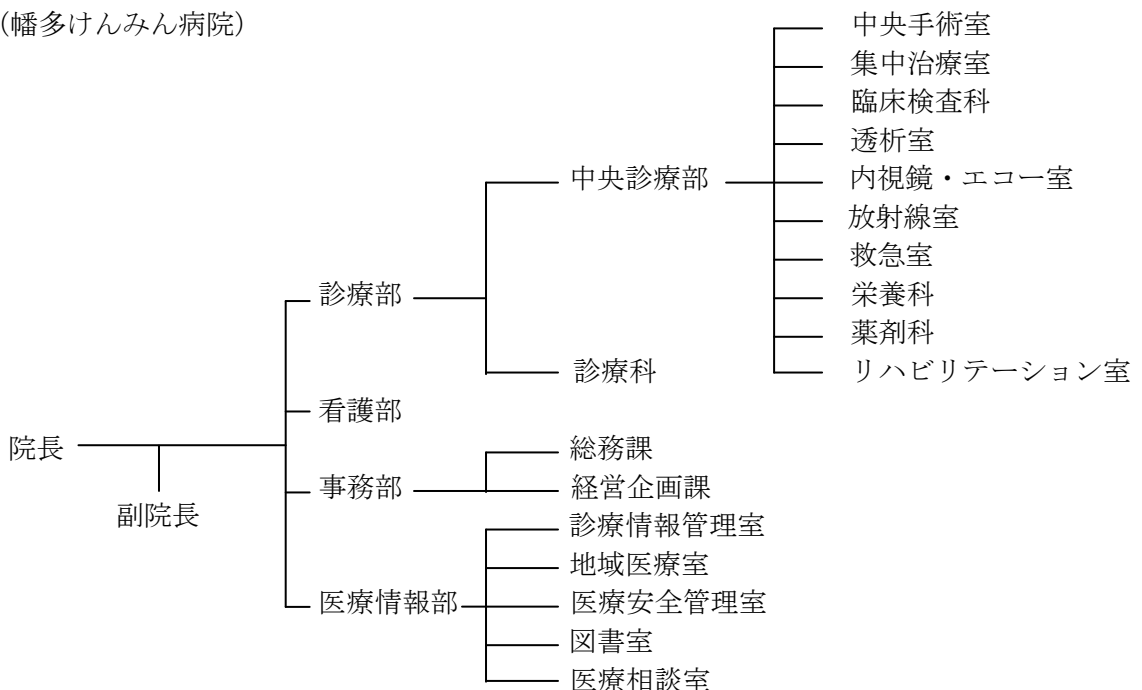 (幡多けんみん病院)
中央手術室
集中治療室
臨床検査科
透析室
中央診療部
内視鏡・エコー室
放射線室
救急室
診療部
栄養科
薬剤科
診療科
リハビリテーション室
看護部
院長
総務課
事務部
経営企画課
副院長
診療情報管理室
地域医療室
医療情報部
医療安全管理室
図書室
医療相談室